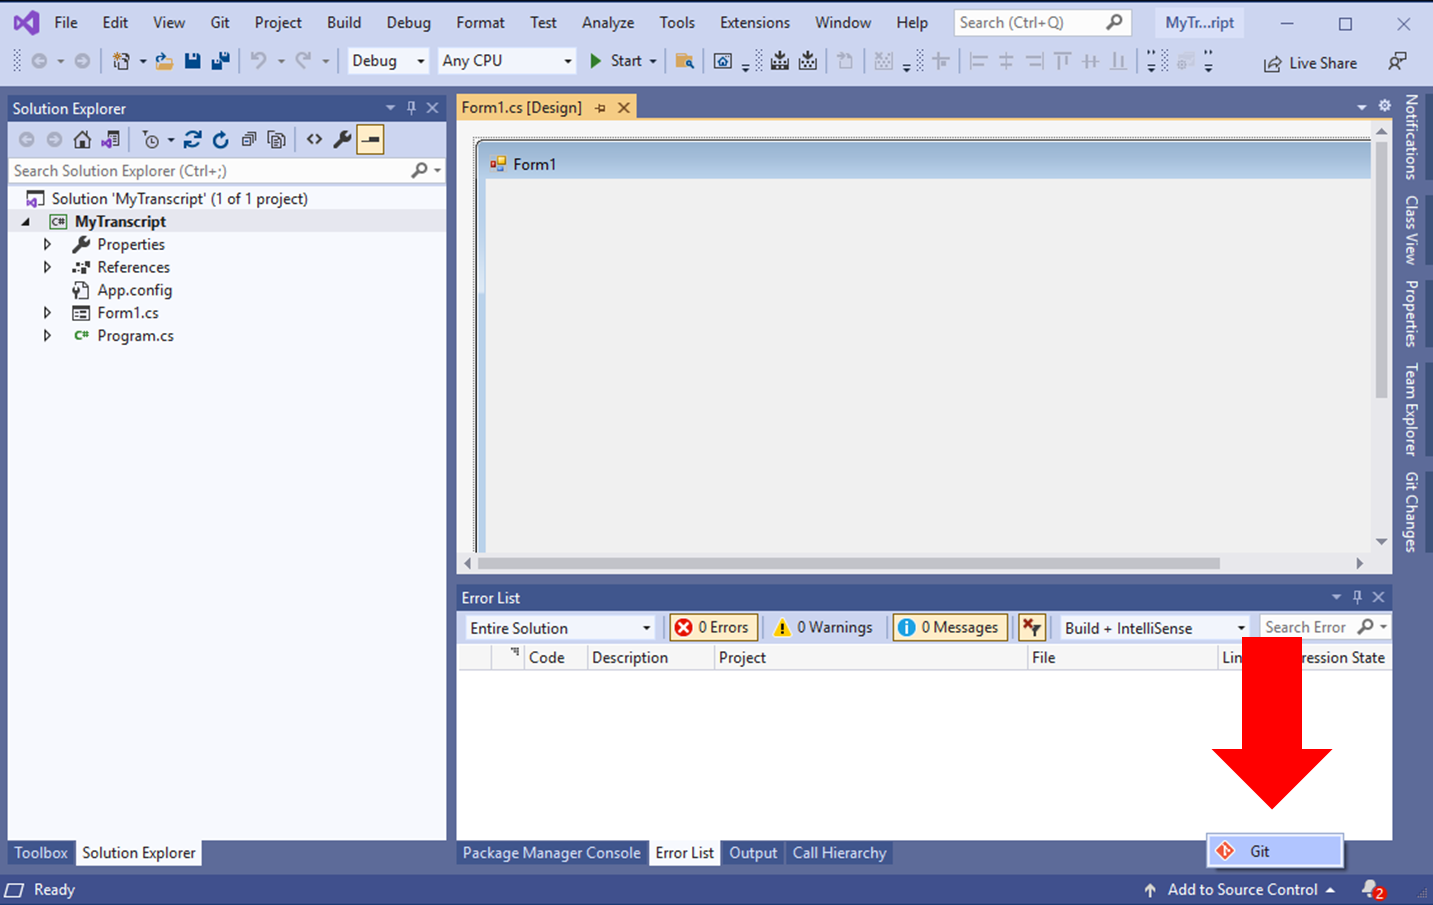 File Edit View Git Project Build Debug Format Test Analyze Tools Extensions Window Help Search (Ctrl+Q) MyTr...ript
Debug Any CPU Start Live Share
Solution Explorer
Search Solution Explorer (Ctrl+;)
Solution 'MyTranscript' (1 of 1 project)
C# MyTranscript
Properties
References
App.config
Form1.cs
C# Program.cs
Toolbox Solution Explorer
Form1.cs [Design]
Form1
Error List
Entire Solution 0 Errors 0 Warnings 0 Messages Build + IntelliSense Search Error
Code Description Project File State
Package Manager Console Error List Output Call Hierarchy
Notifications
Class View
Properties
Team Explorer
Git Changes
Git
Ready Add to Source Control 2